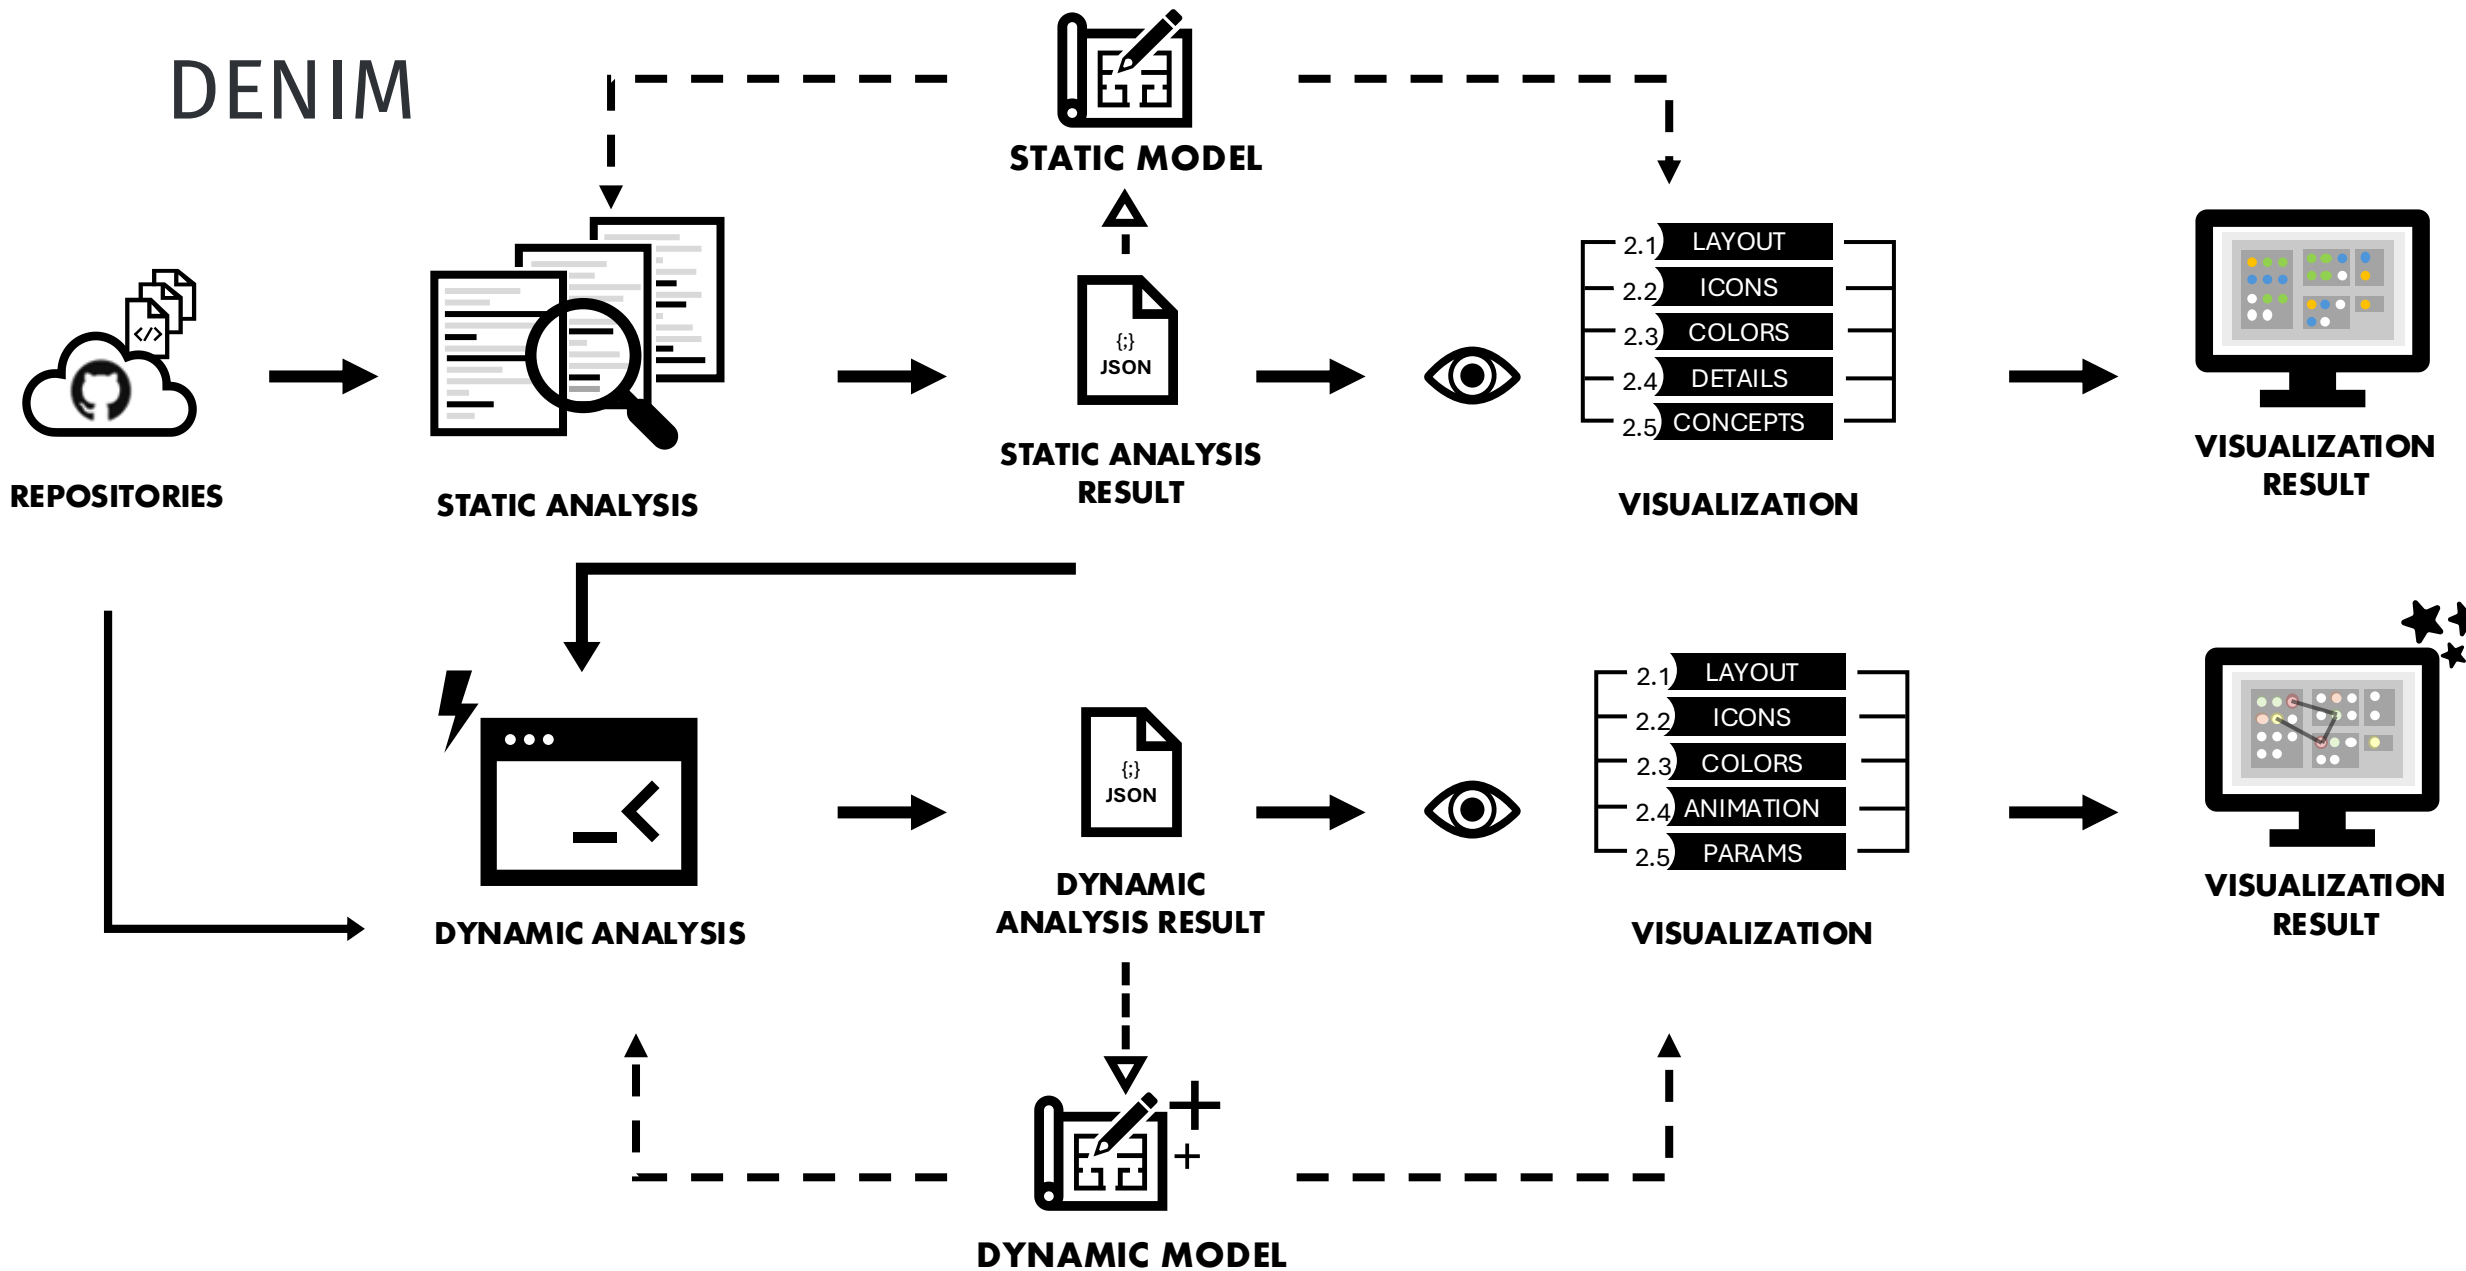 DENIM
STATIC MODEL
</>
REPOSITORIES
STATIC ANALYSIS
{;}
JSON
STATIC ANALYSIS
RESULT
2.1 LAYOUT
2.2 ICONS
2.3 COLORS
2.4 DETAILS
2.5 CONCEPTS
VISUALIZATION
VISUALIZATION
RESULT
DYNAMIC ANALYSIS
{;}
JSON
DYNAMIC
ANALYSIS RESULT
2.1 LAYOUT
2.2 ICONS
2.3 COLORS
2.4 ANIMATION
2.5 PARAMS
VISUALIZATION
VISUALIZATION
RESULT
DYNAMIC MODEL